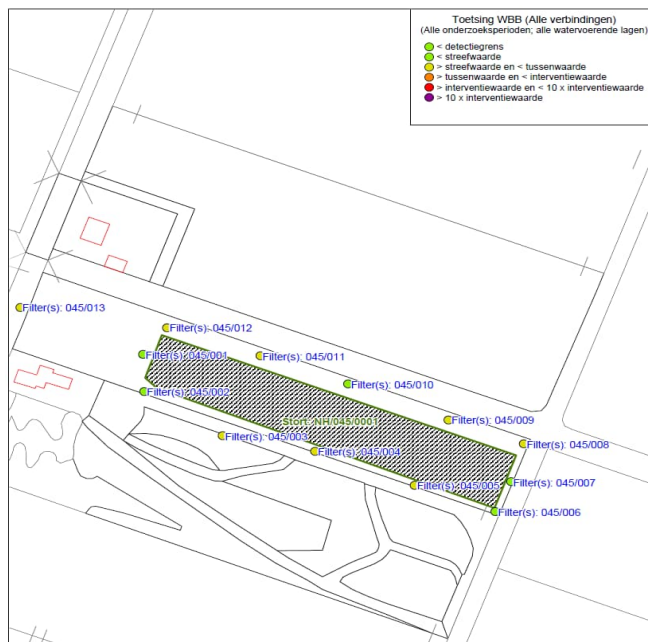 Toetsing WBB (Alle verbindingen)
(Alle onderzoeksperioden; alle watervoerende lagen)
< detectiegrens
< streefwaarde
> streefwaarde en < tussenwaarde
> tussenwaarde en < interventiewaarde
> interventiewaarde en < 10 x interventiewaarde
> 10 x interventiewaarde
Filter(s): 045/013
Filter(s): 045/012
Filter(s): 045/001
Filter(s): 045/011
Filter(s): 045/010
Filter(s): 045/002
Stort: NH/045/0001
Filter(s): 045/009
Filter(s): 045/003
Filter(s): 045/008
Filter(s): 045/004
Filter(s): 045/005
Filter(s): 045/007
Filter(s): 045/006